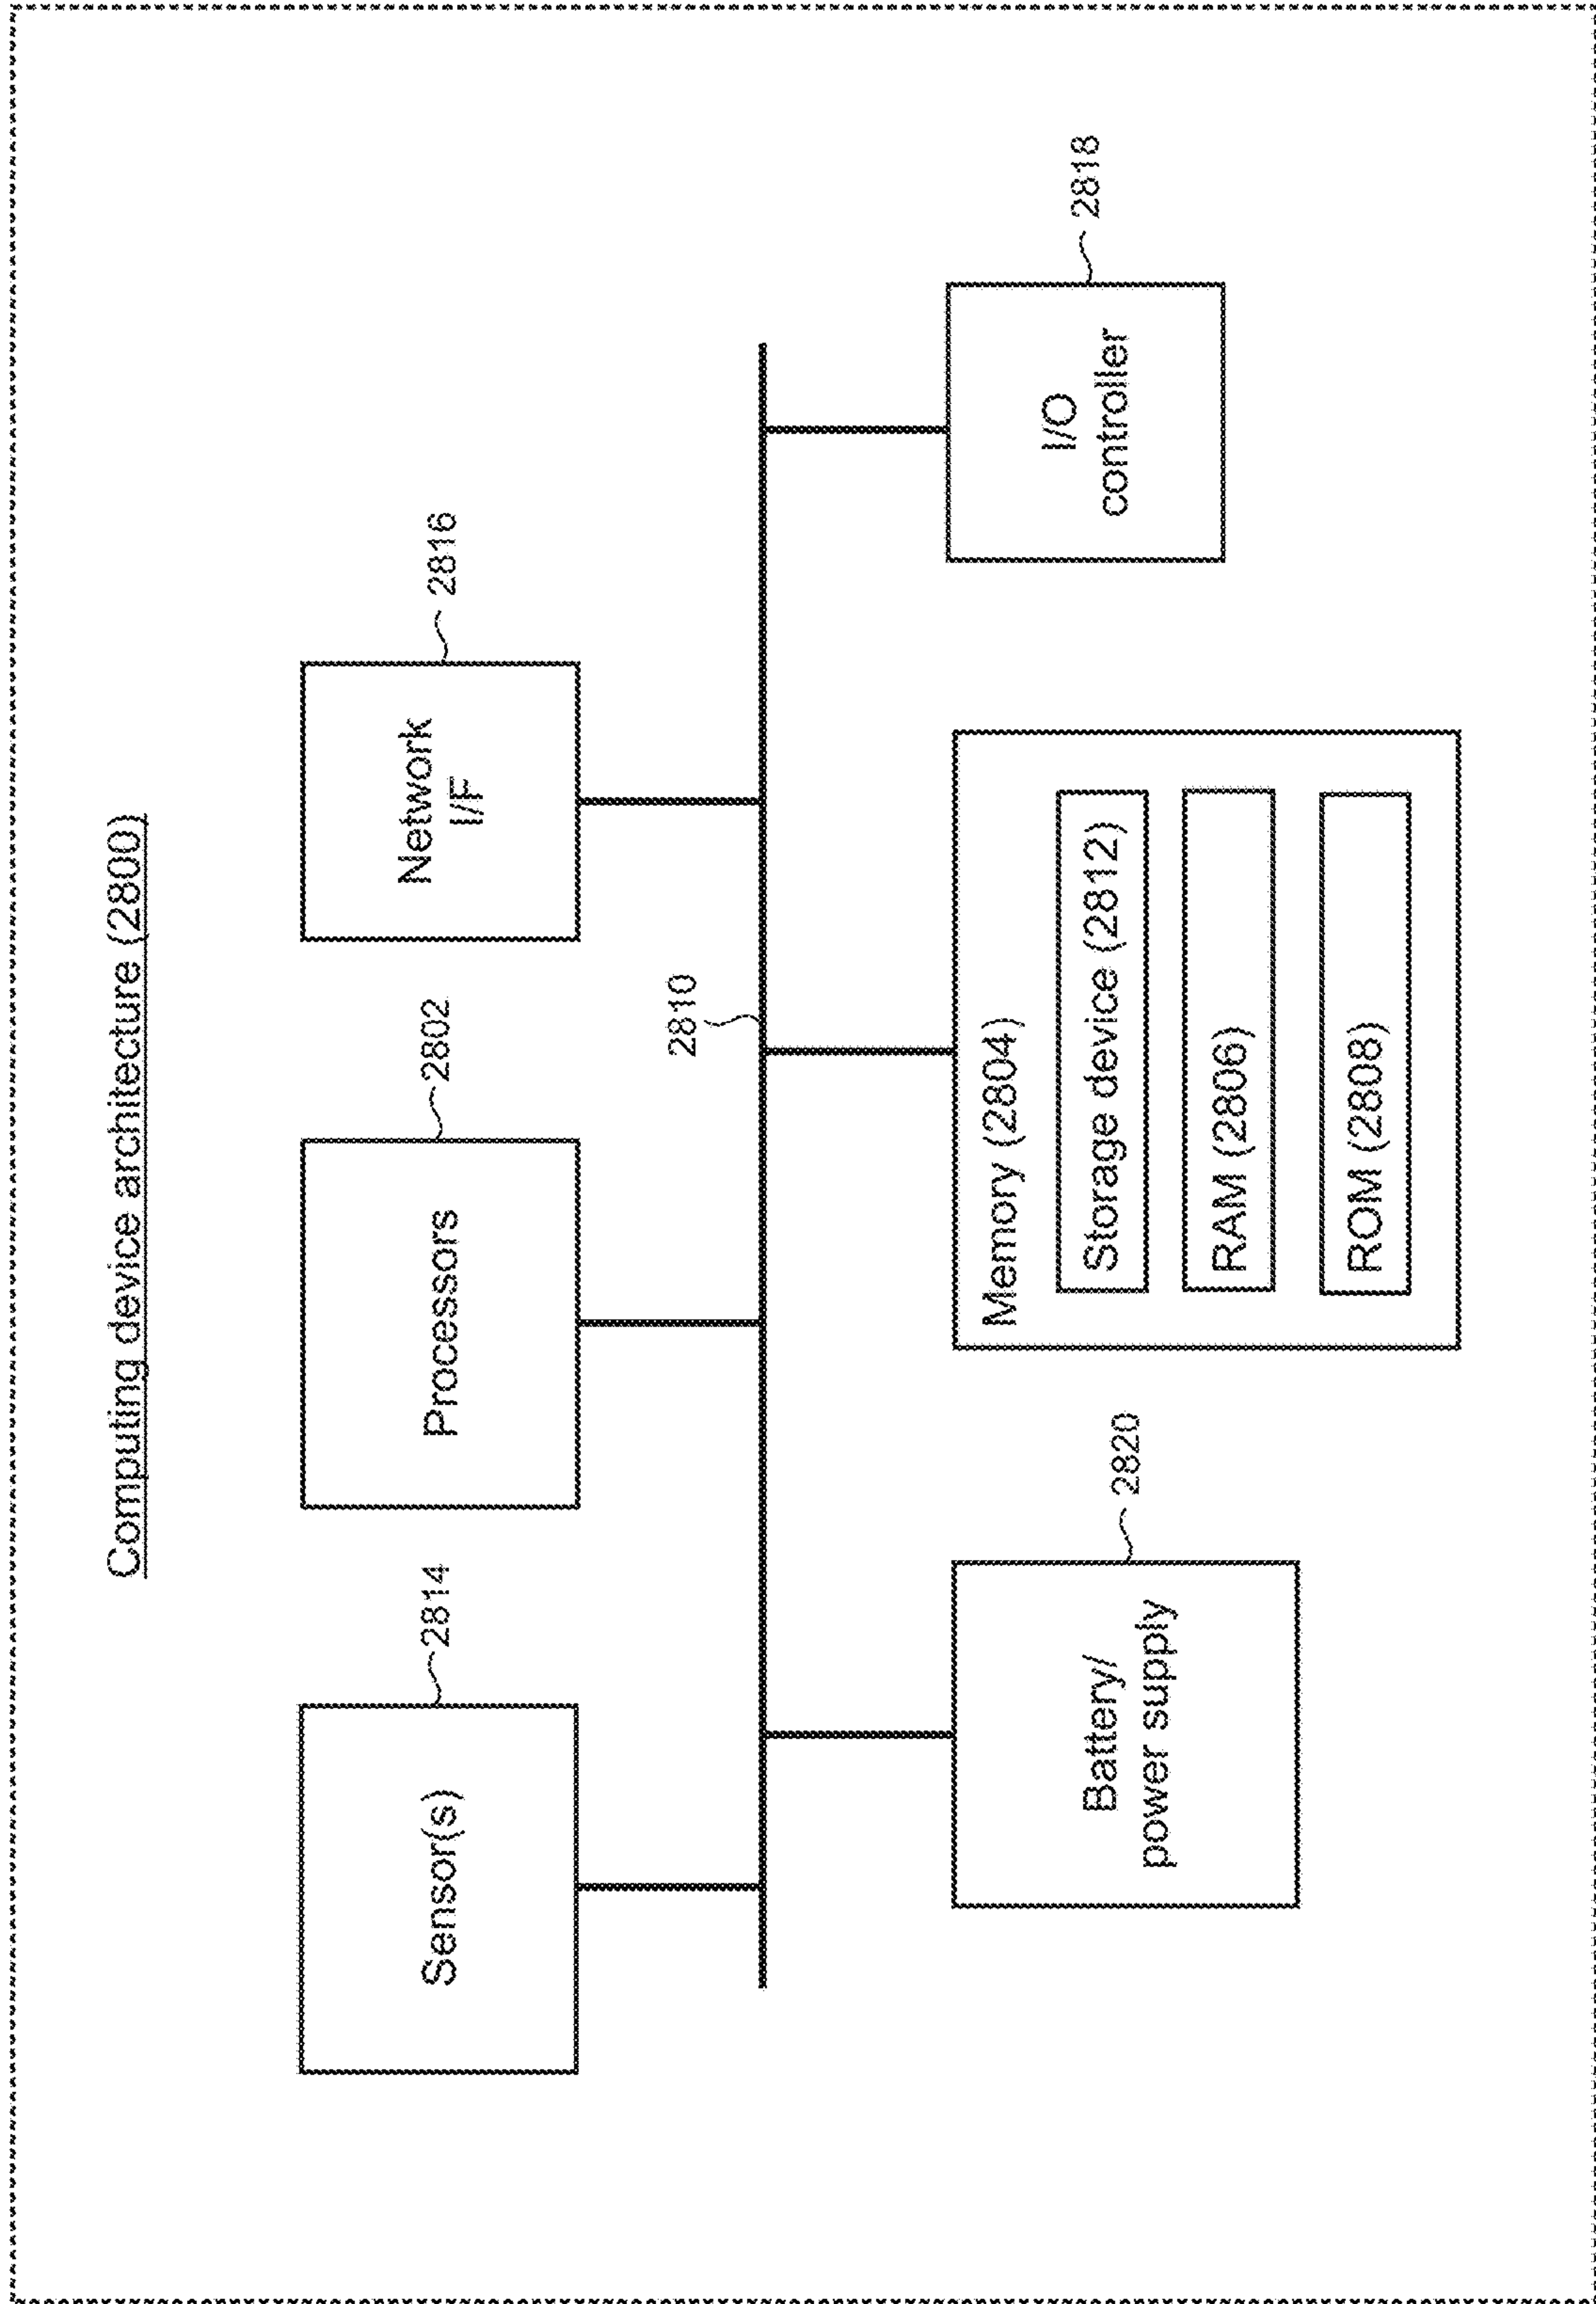 Computing device architecture (2800)
Sensor(s)
2814
Processors
2802
Network
I/F
2816
2810
Battery/
power supply
2820
Memory (2804)
Storage device (2812)
RAM (2806)
ROM (2808)
I/O
controller
2818